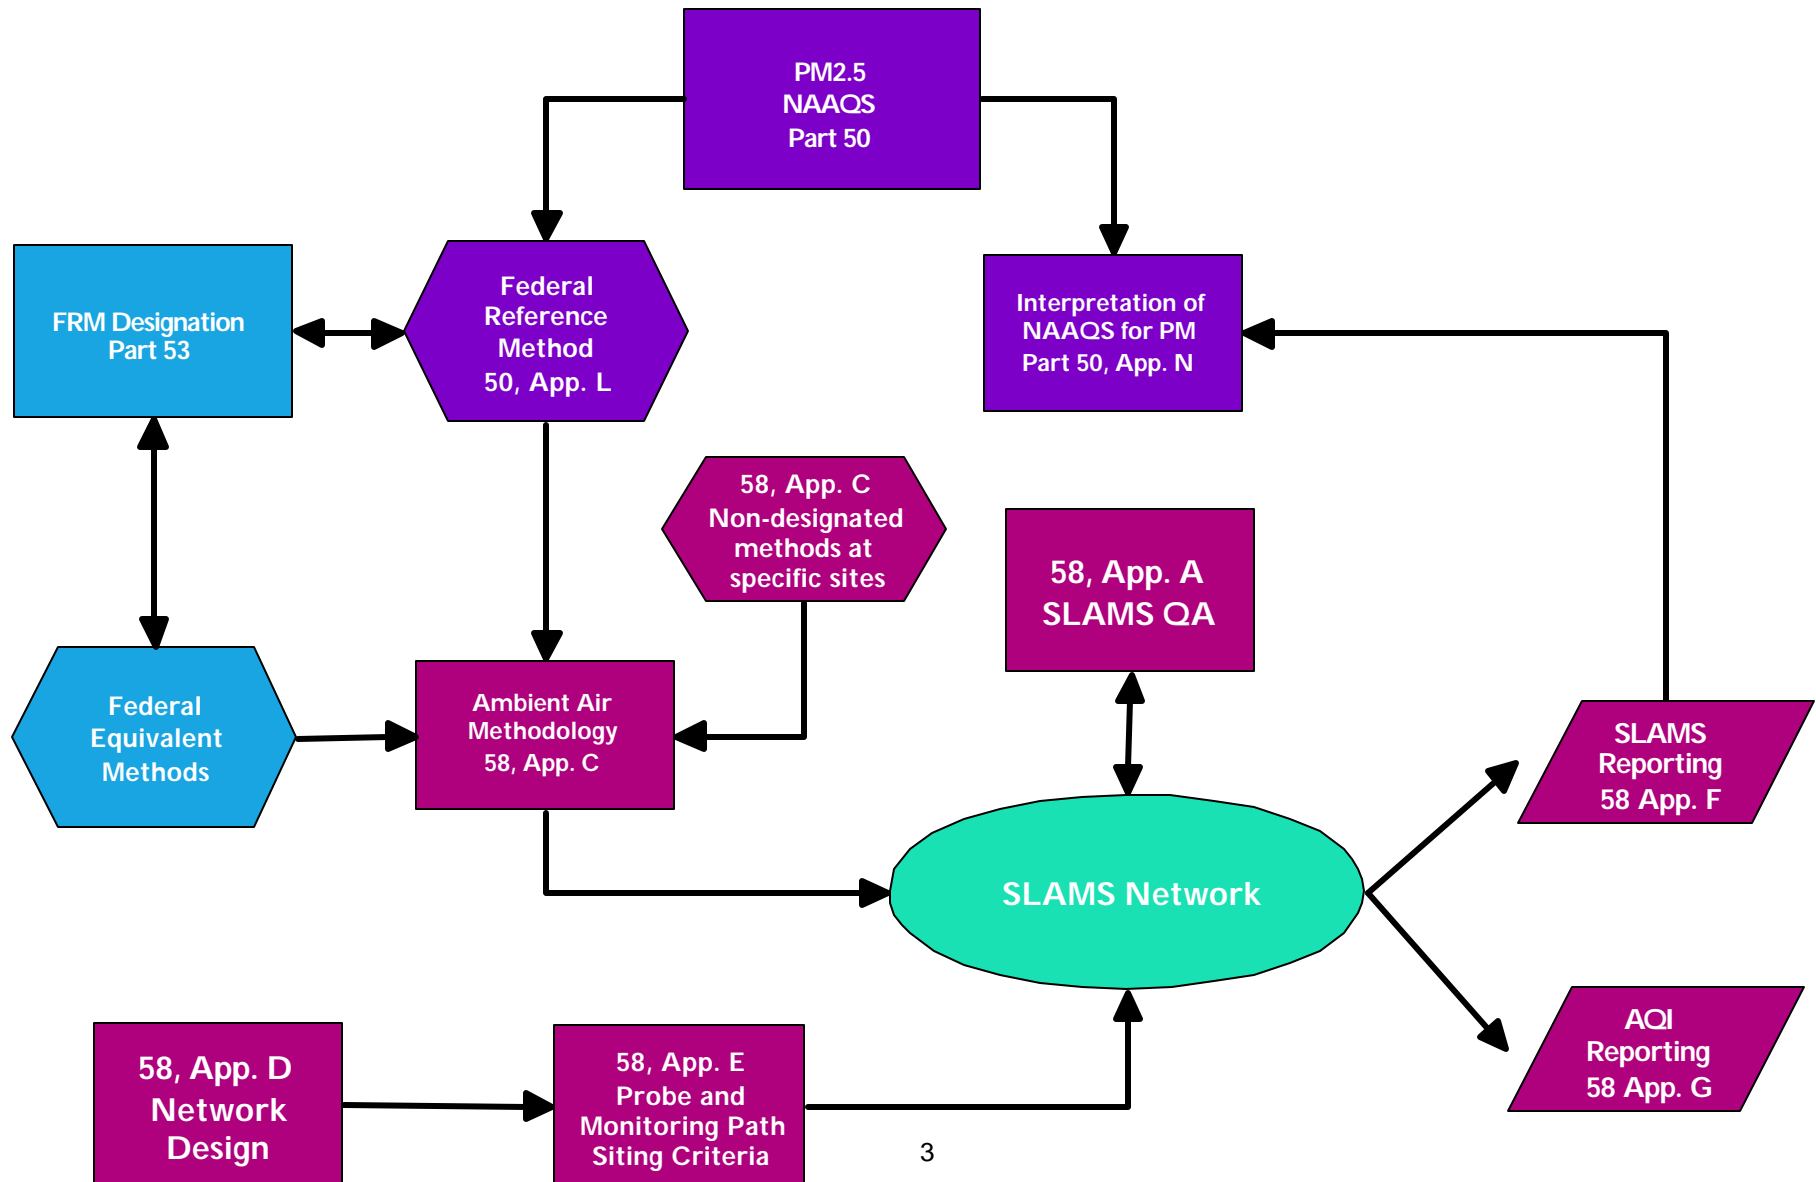 PM2.5
NAAQS
Part 50
FRM Designation
Part 53
Federal
Reference
Method
50, App. L
Interpretation of
NAAQS for PM
Part 50, App. N
58, App. C
Non-designated
methods at
specific sites
58, App. A
SLAMS QA
Federal
Equivalent
Methods
Ambient Air
Methodology
58, App. C
SLAMS
Reporting
58 App. F
SLAMS Network
AQI
Reporting
58 App. G
58, App. D
Network
Design
58, App. E
Probe and
Monitoring Path
Siting Criteria
3